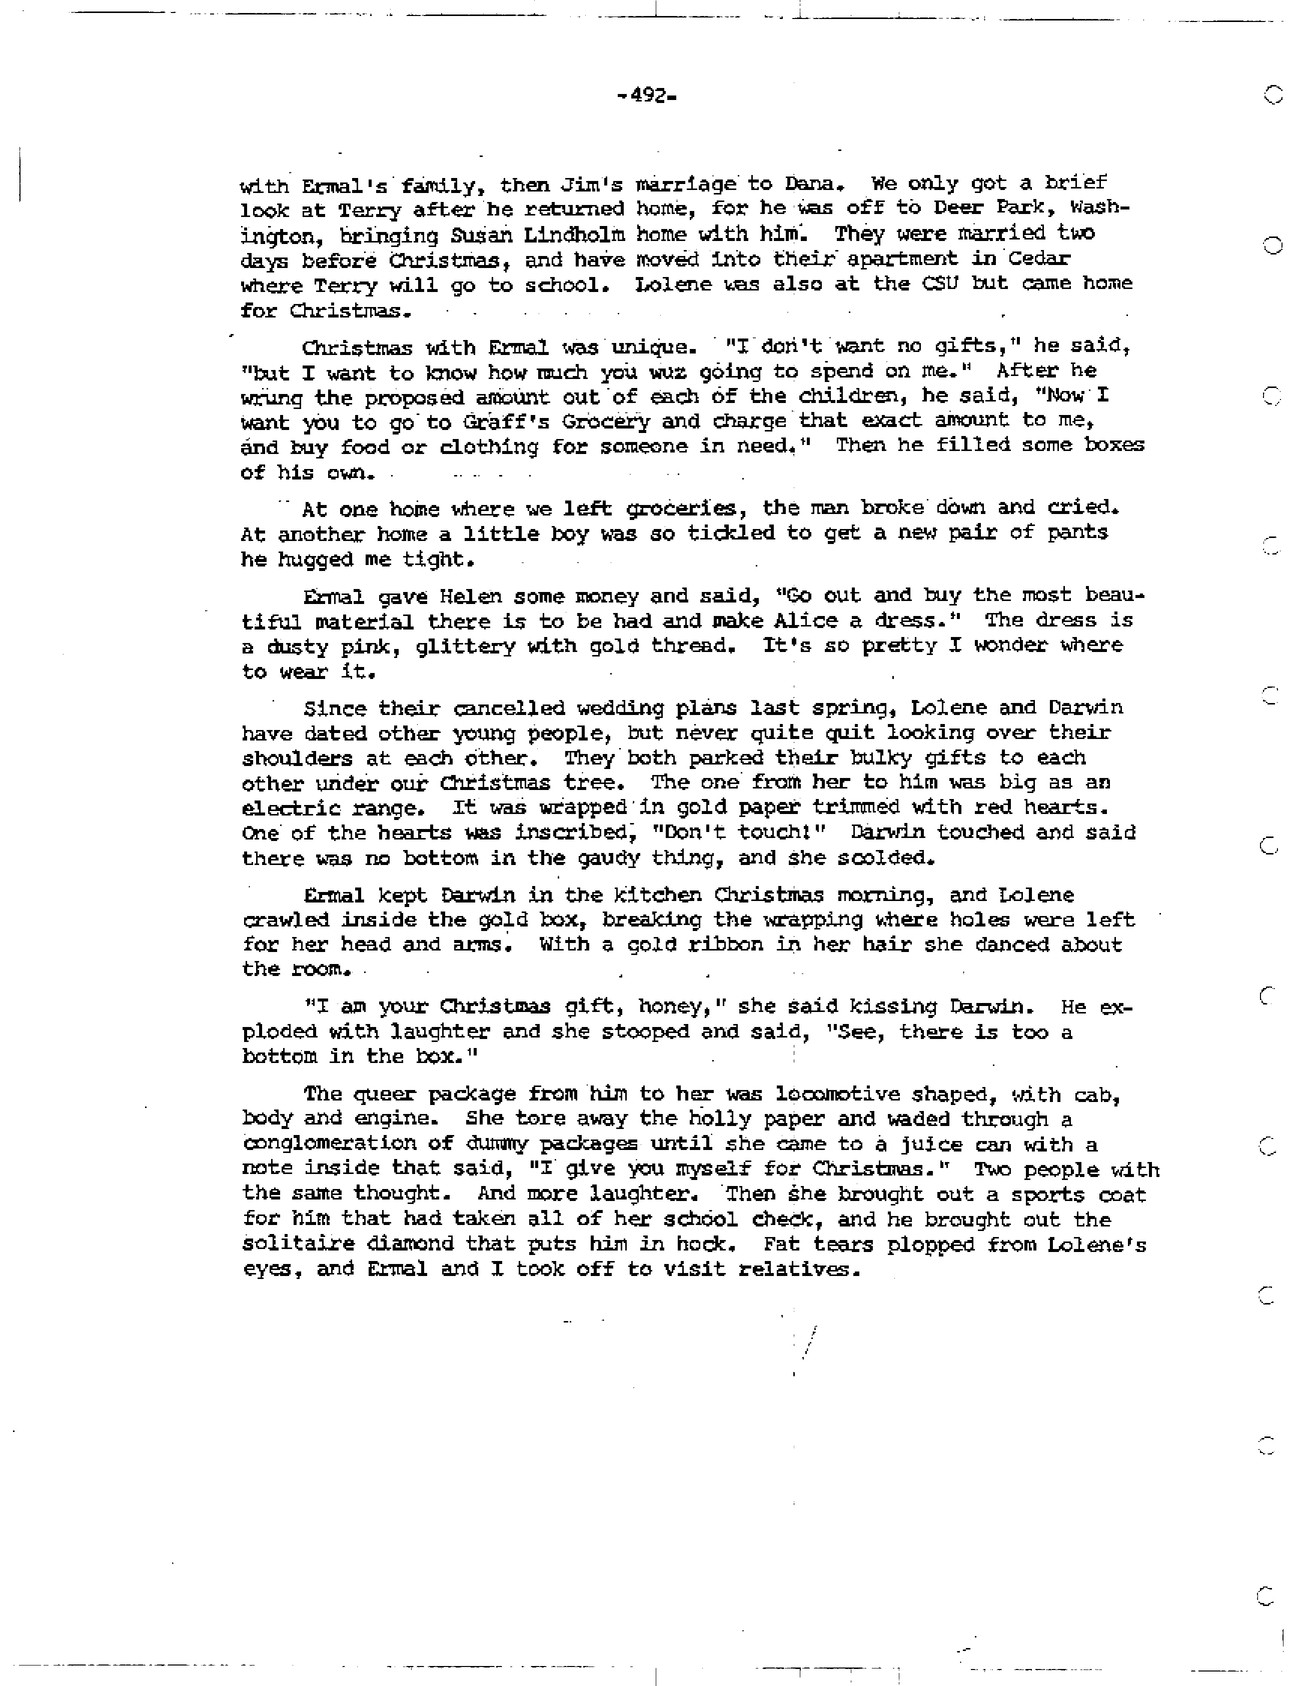 -492-
with Ermal's family, then Jim's marriage to Dana. We only got a brief
look at Terry after he returned home, for he was off to Deer Park, Wash-
ington, bringing Susan Lindholm home with him. They were married two
days before Christmas, and have moved into their apartment in Cedar
where Terry will go to school. Lolene was also at the CSU but came home
for Christmas.
Christmas with Ermal was unique. "I don't want no gifts," he said,
"but I want to know how much you wuz going to spend on me." After he
wrung the proposed amount out of each of the children, he said, "Now I
want you to go to Graff's Grocery and charge that exact amount to me,
and buy food or clothing for someone in need." Then he filled some boxes
of his own.
At one home where we left groceries, the man broke down and cried.
At another home a little boy was so tickled to get a new pair of pants
he hugged me tight.
Ermal gave Helen some money and said, "Go out and buy the most beau-
tiful material there is to be had and make Alice a dress." The dress is
a dusty pink, glittery with gold thread. It's so pretty I wonder where
to wear it.
Since their cancelled wedding plans last spring, Lolene and Darwin
have dated other young people, but never quite quit looking over their
shoulders at each other. They both parked their bulky gifts to each
other under our Christmas tree. The one from her to him was big as an
electric range. It was wrapped in gold paper trimmed with red hearts.
One of the hearts was inscribed, "Don't touch!" Darwin touched and said
there was no bottom in the gaudy thing, and she scolded.
Ermal kept Darwin in the kitchen Christmas morning, and Lolene
crawled inside the gold box, breaking the wrapping where holes were left
for her head and arms. With a gold ribbon in her hair she danced about
the room.
"I am your Christmas gift, honey," she said kissing Darwin. He ex-
ploded with laughter and she stooped and said, "See, there is too a
bottom in the box."
The queer package from him to her was locomotive shaped, with cab,
body and engine. She tore away the holly paper and waded through a
conglomeration of dummy packages until she came to a juice can with a
note inside that said, "I give you myself for Christmas." Two people with
the same thought. And more laughter. Then she brought out a sports coat
for him that had taken all of her school check, and he brought out the
solitaire diamond that puts him in hock. Fat tears plopped from Lolene's
eyes, and Ermal and I took off to visit relatives.